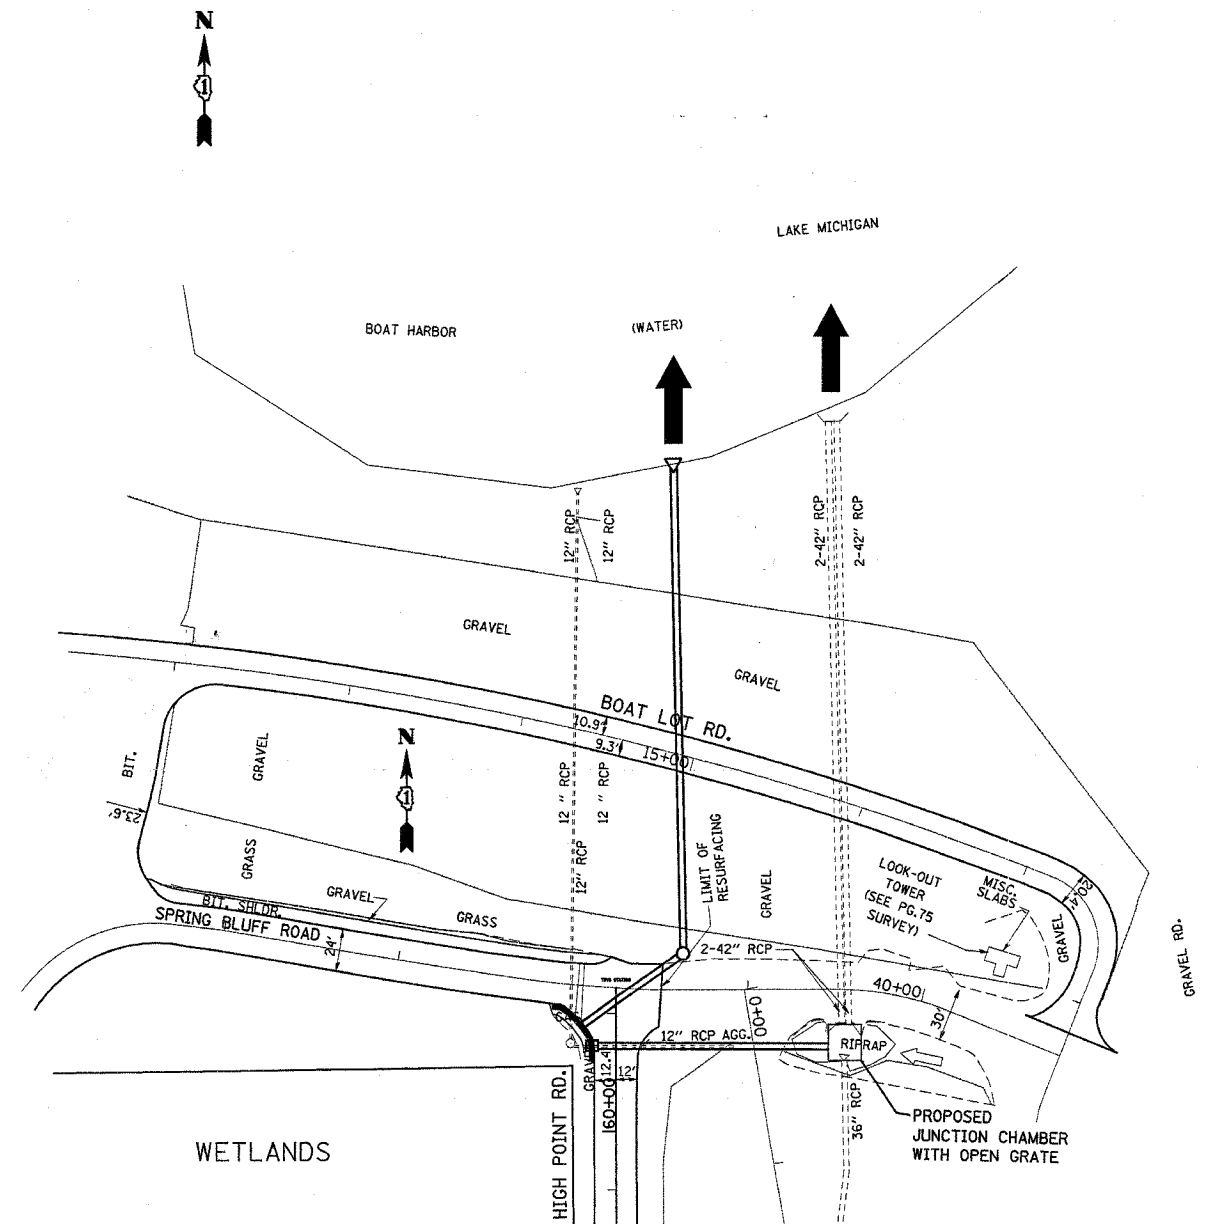 N
1
LAKE MICHIGAN
BOAT HARBOR
(WATER)
12" RCP
12" RCP
2-42" RCP
2-42" RCP
GRAVEL
GRAVEL
BOAT LOT RD.
10.9'
9.3'
15+00
BIT.
GRAVEL
N
1
23.6'
12 " RCP
12 " RCP
12" RCP
LIMIT OF
RESURFACING
GRAVEL
LOOK-OUT
TOWER
(SEE PG.75
SURVEY)
MISC.
SLABS
20.4'
GRASS
GRAVEL
BIT. SHLDR.
GRASS
SPRING BLUFF ROAD
24'
GRAVEL
GRAVEL RD.
2-42" RCP
40+00
0+00
30'
12" RCP AGG.
RIPRAP
12.4'
12'
60+00
HIGH POINT RD.
36" RCP
WETLANDS
PROPOSED
JUNCTION CHAMBER
WITH OPEN GRATE